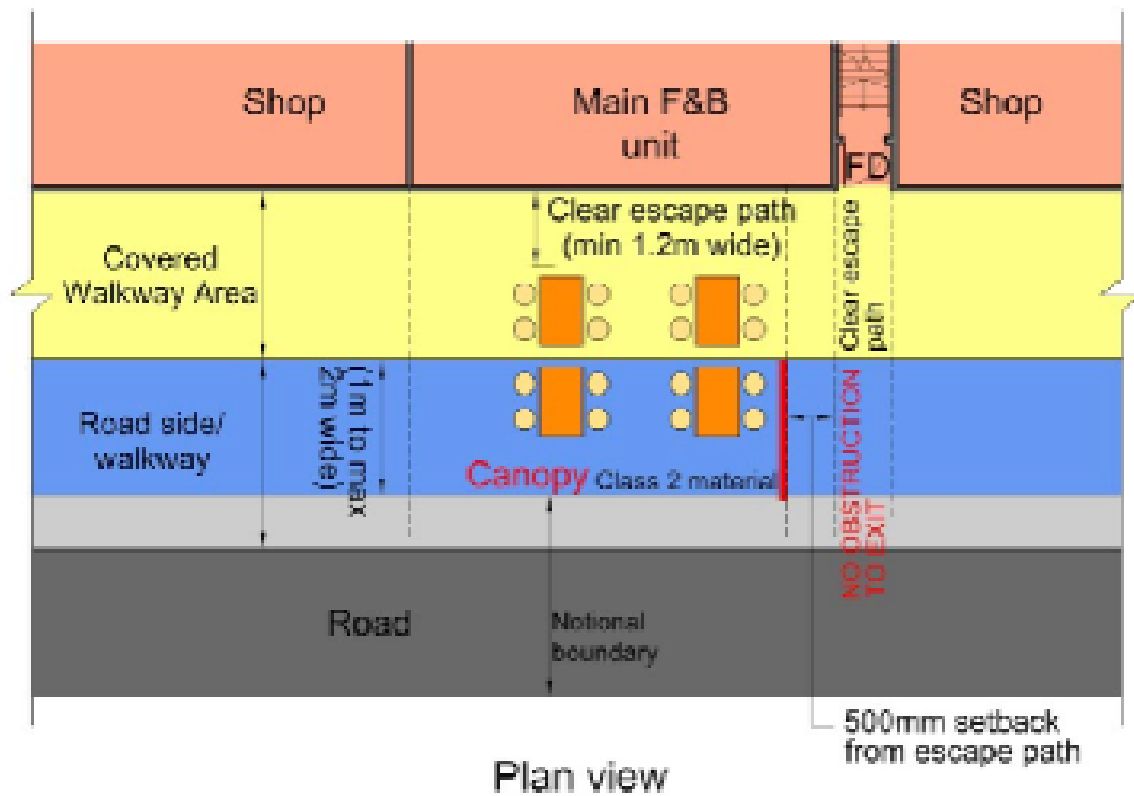 Shop
Main F&B
unit
Shop
FD
Clear escape path
(min 1.2m wide)
Covered
Walkway Area
Clear escape
path
Road side/
walkway
(1m to max
2m wide)
Canopy Class 2 material
NO OBSTRUCTION
TO EXIT
Road
Notional
boundary
500mm setback
from escape path
Plan view